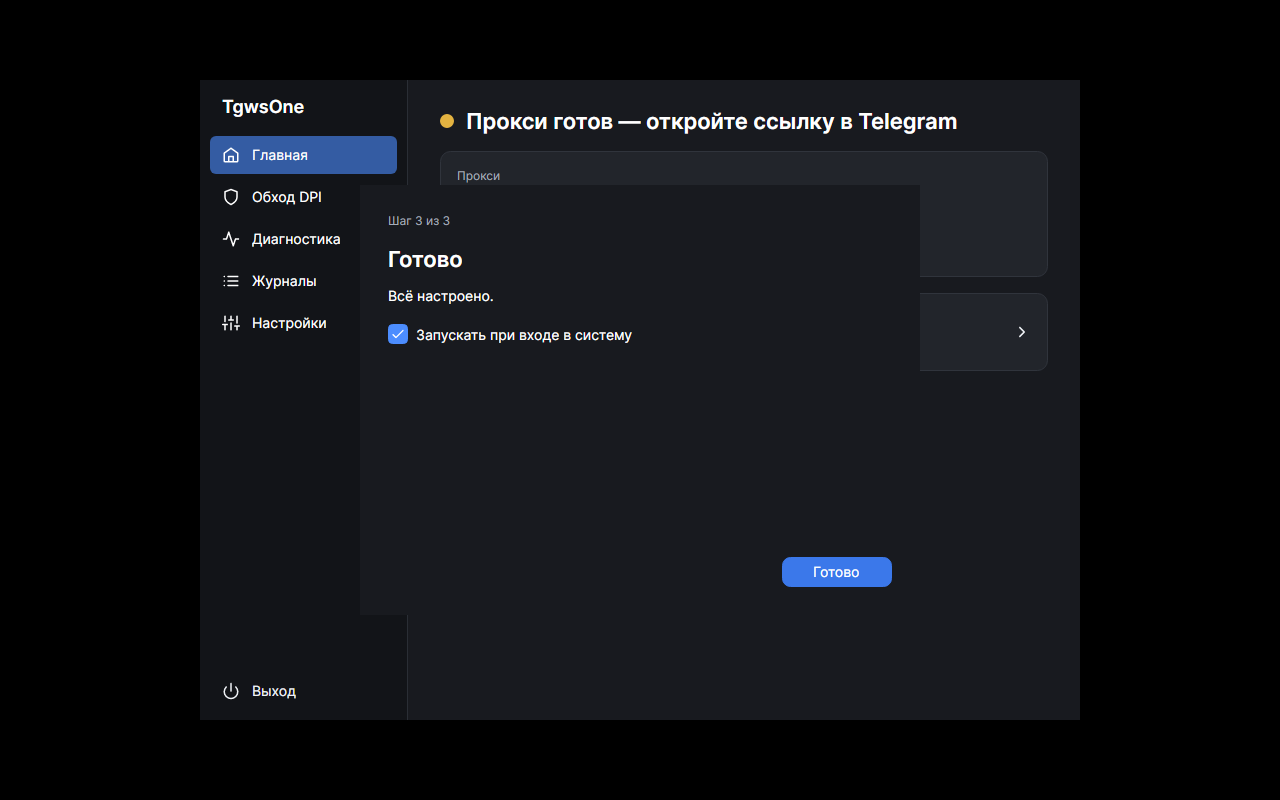 TgwsOne
Главная
Обход DPI
Диагностика
Журналы
Настройки
Выход
Прокси готов — откройте ссылку в Telegram
Прокси
Шаг 3 из 3
Готово
Всё настроено.
Запускать при входе в систему
Готово